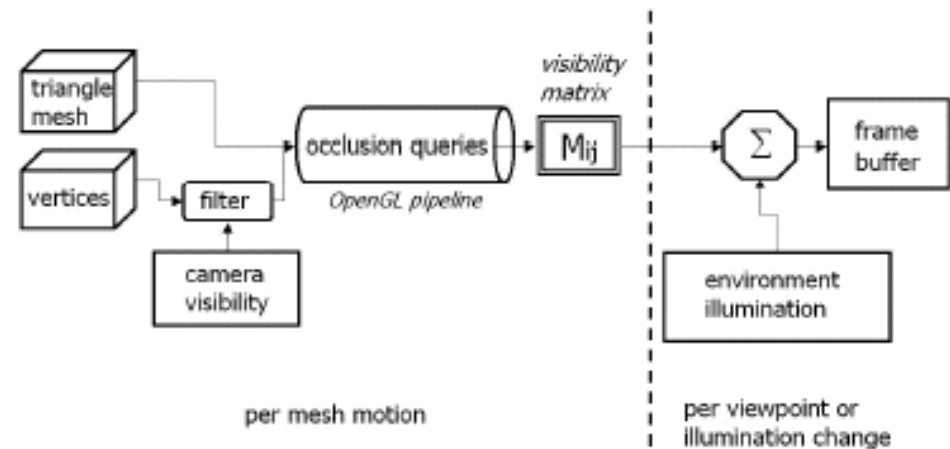 triangle
mesh
vertices
filter
camera
visibility
occlusion queries
OpenGL pipeline
visibility
matrix
Mij
Σ
frame
buffer
environment
illumination
per mesh motion
per viewpoint or
illumination change